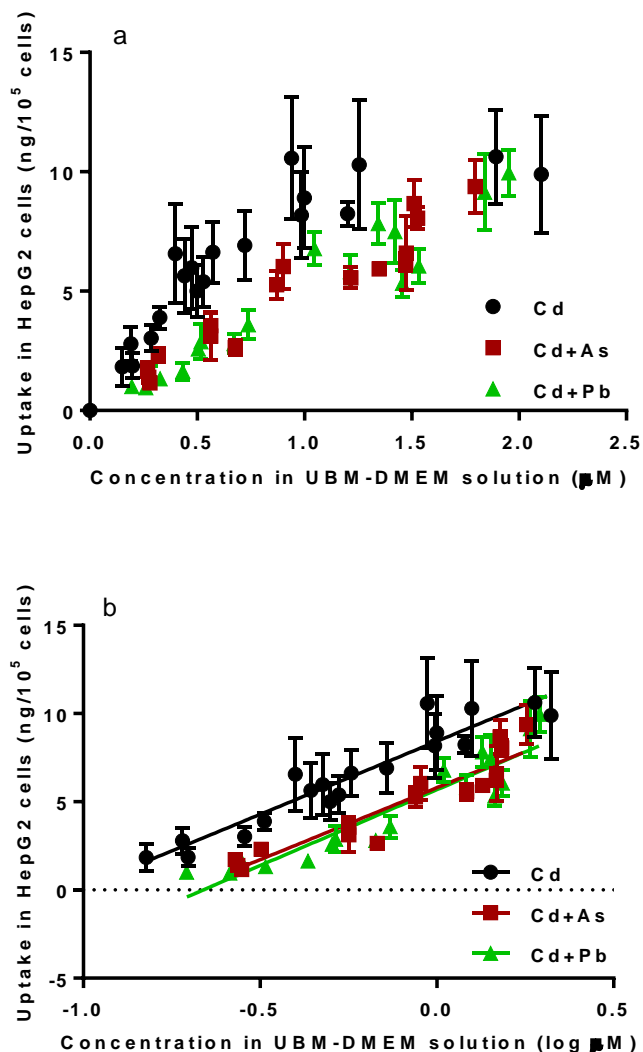 a
15
10
5
0
0.0 0.5 1.0 1.5 2.0 2.5
Uptake in HepG2 cells (ng/10⁵ cells)
Cd
Cd+As
Cd+Pb
Concentration in UBM-DMEM solution (μM)
b
15
10
5
0
-5
-1.0 -0.5 0.0 0.5
Uptake in HepG2 cells (ng/10⁵ cells)
Cd
Cd+As
Cd+Pb
Concentration in UBM-DMEM solution (log μM)